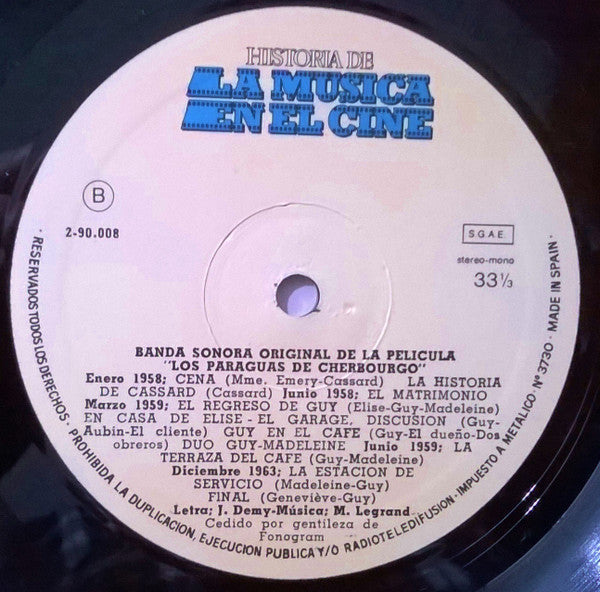 HISTORIA DE
LA MUSICA
EN EL CINE
B
2-90.008
S.G.A.E.
stereo-mono
33 1/3
BANDA SONORA ORIGINAL DE LA PELICULA
"LOS PARAGUAS DE CHERBOURGO"
Enero 1958; CENA (Mme. Emery-Cassard) LA HISTORIA
DE CASSARD (Cassard) Junio 1958; EL MATRIMONIO
Marzo 1959; EL REGRESO DE GUY (Elise-Guy-Madeleine)
EN CASA DE ELISE - EL GARAGE, DISCUSION (Guy-
Aubin-El cliente) GUY EN EL CAFE (Guy-El dueño-Dos
obreros) DUO GUY-MADELEINE Junio 1959; LA
TERRAZA DEL CAFE (Guy-Madeleine)
Diciembre 1963; LA ESTACION DE
SERVICIO (Madeleine-Guy)
FINAL (Geneviève-Guy)
Letra; J. Demy-Música; M. Legrand
Cedido por gentileza de
Fonogram
· RESERVADOS TODOS LOS DERECHOS · PROHIBIDA LA DUPLICACION, EJECUCION PUBLICA Y/O RADIOTELEDIFUSION - IMPUESTO A METALICO · Nº 3730 · MADE IN SPAIN ·